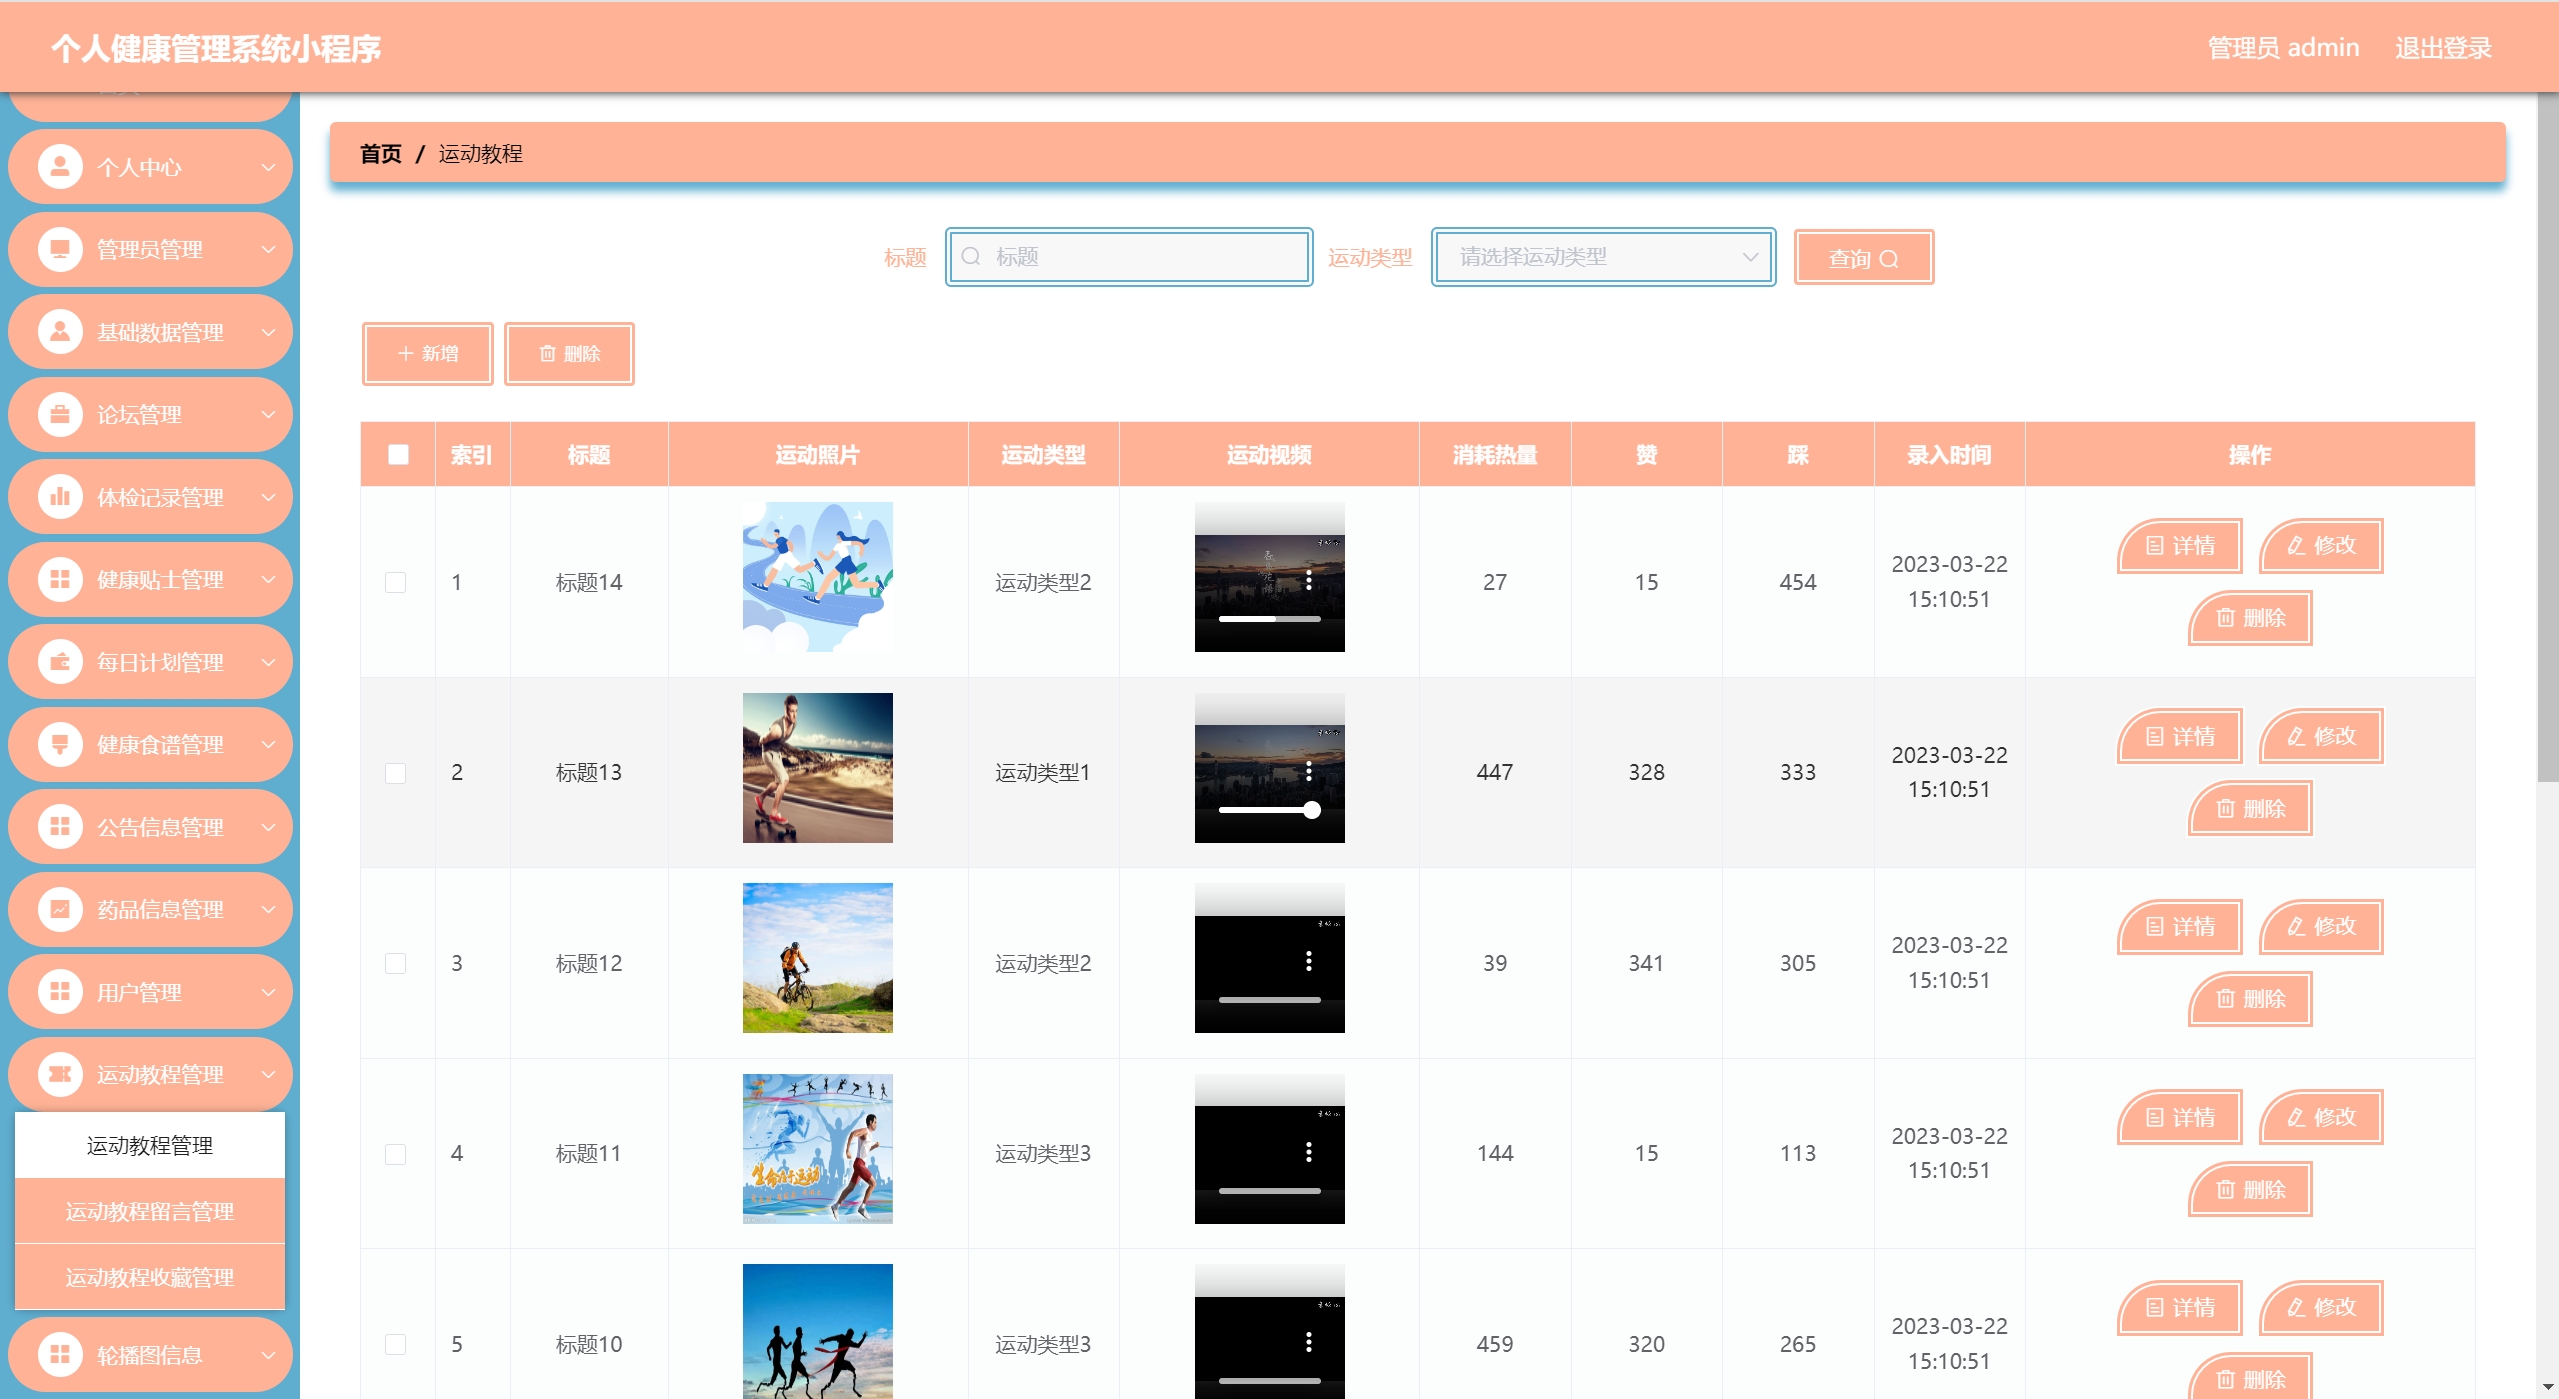 个人健康管理系统小程序
管理员 admin 退出登录
个人中心
管理员管理
基础数据管理
论坛管理
体检记录管理
健康贴士管理
每日计划管理
健康食谱管理
公告信息管理
药品信息管理
用户管理
运动教程管理
运动教程管理
运动教程留言管理
运动教程收藏管理
轮播图信息
首页 / 运动教程
标题 标题 运动类型 请选择运动类型 查询
新增 删除
索引 标题 运动照片 运动类型 运动视频 消耗热量 赞 踩 录入时间 操作
1 标题14 运动类型2 27 15 454 2023-03-22 15:10:51 详情 修改 删除
2 标题13 运动类型1 447 328 333 2023-03-22 15:10:51 详情 修改 删除
3 标题12 运动类型2 39 341 305 2023-03-22 15:10:51 详情 修改 删除
4 标题11 生命在于运动 运动类型3 144 15 113 2023-03-22 15:10:51 详情 修改 删除
5 标题10 运动类型3 459 320 265 2023-03-22 15:10:51 详情 修改 删除